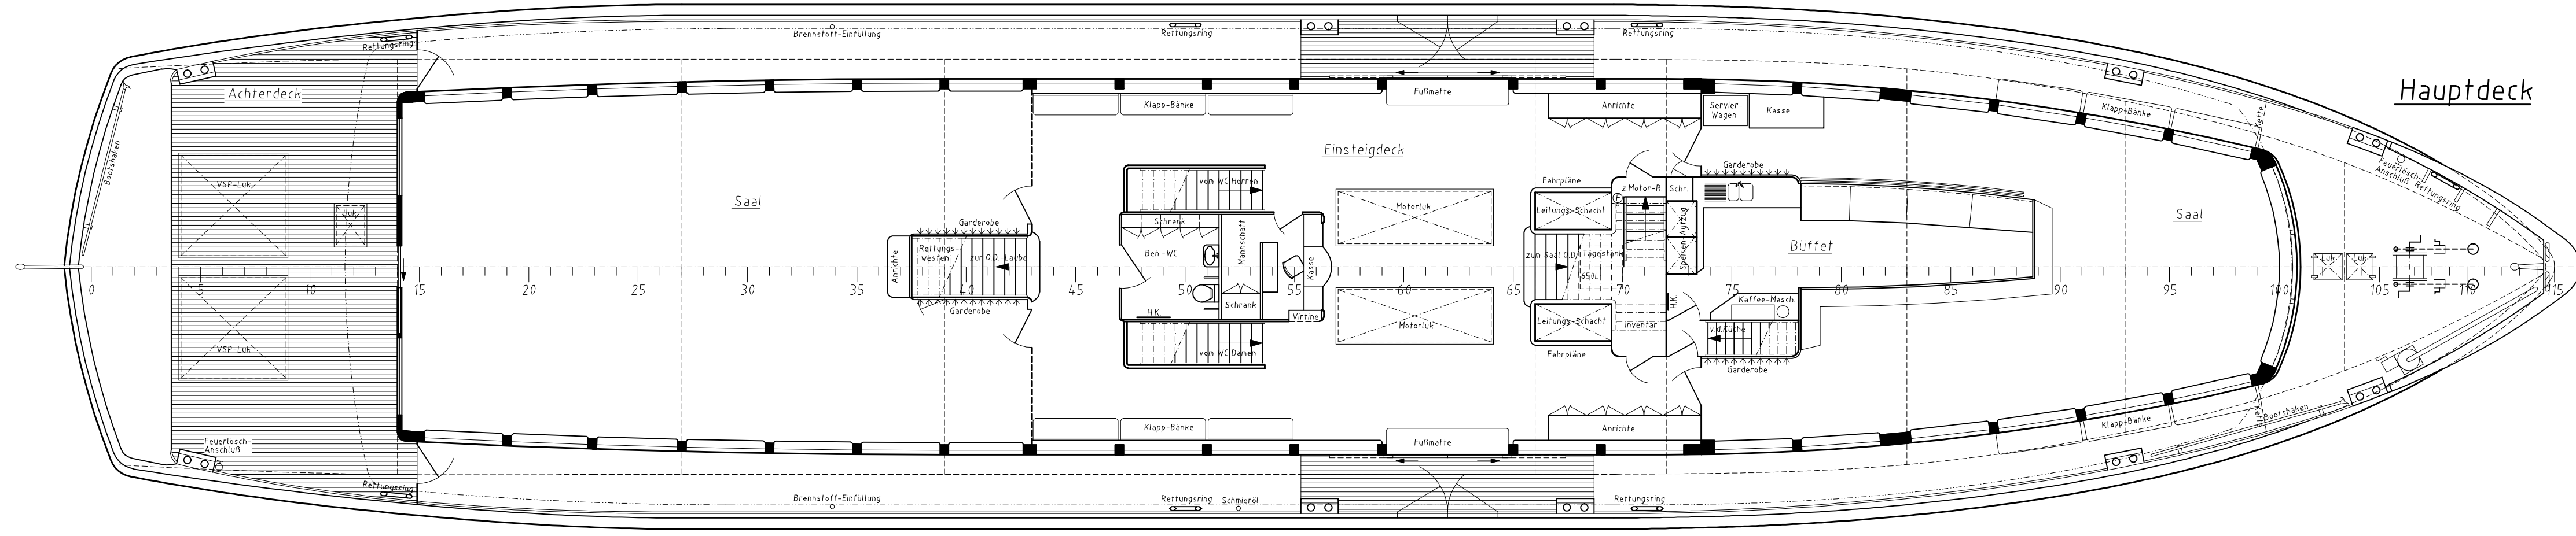 Hauptdeck
Rettungsring
Brennstoff-Einfüllung
Rettungsring
Rettungsring
Achterdeck
Bootshaken
VSP-Luk
Luk
VSP-Luk
Feuerlösch-
Anschluß
Rettungsring
Saal
Anrichte
Garderobe
Rettungs-
westen
zur O.D.-Laube
Garderobe
Klapp-Bänke
Fußmatte
Einsteigdeck
vom WC Herren
Schrank
Beh.-WC
Mannschaft
Schrank
H.K.
Kasse
Virtine
vom WC Damen
Motorluk
Motorluk
Klapp-Bänke
Fußmatte
Anrichte
Servier-
Wagen
Kasse
Fahrpläne
Leitungs-Schacht
z.Motor-R.
Schr.
Speisen-Aufzug
zum Saal O.D.
Tagestank
650L
Leitungs-Schacht
Fahrpläne
Inventar
H.K.
Anrichte
Garderobe
Büffet
Kaffee-Masch.
v.d.Küche
Garderobe
Saal
Klapp-Bänke
Kette
Klapp-Bänke
Kette
Bootshaken
Feuerlösch-
Anschluß
Rettungsring
Luk
Luk
0 5 10 15 20 25 30 35 40 45 50 55 60 65 70 75 80 85 90 95 100 105 110 115
Brennstoff-Einfüllung
Rettungsring
Schmieröl
Rettungsring